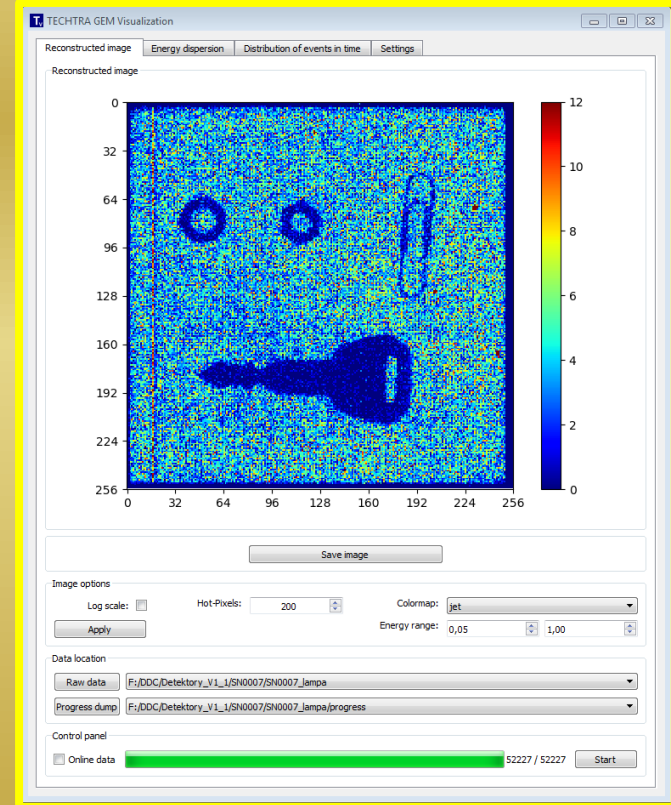 TECHTRA GEM Visualization
Reconstructed image Energy dispersion Distribution of events in time Settings
Reconstructed image
0
32
64
96
128
160
192
224
256
0 32 64 96 128 160 192 224 256
12
10
8
6
4
2
0
Save image
Image options
Log scale: Hot-Pixels: 200 Colormap: jet
Apply Energy range: 0,05 1,00
Data location
Raw data F:/DDC/Detektory_V1_1/SN0007/SN0007_lampa
Progress dump F:/DDC/Detektory_V1_1/SN0007/SN0007_lampa/progress
Control panel
Online data 52227 / 52227 Start